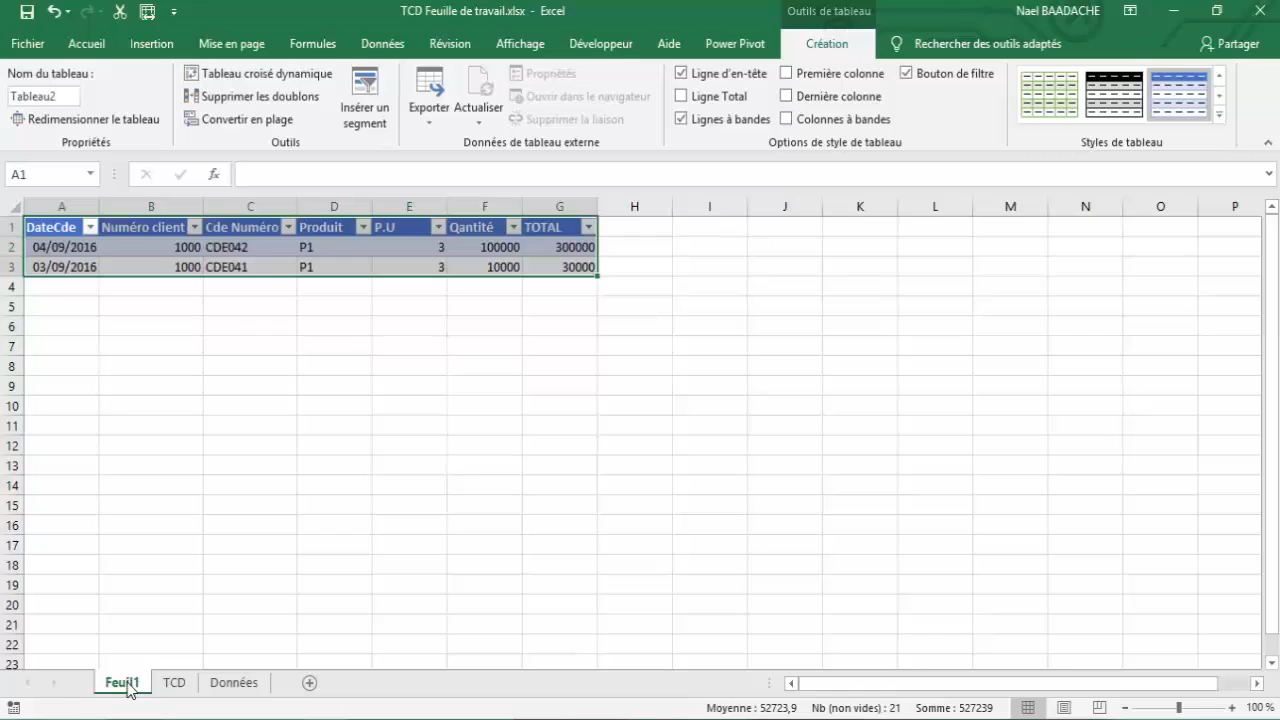 TCD Feuille de travail.xlsx - Excel
Outils de tableau
Nael BAADACHE
Fichier Accueil Insertion Mise en page Formules Données Révision Affichage Développeur Aide Power Pivot Création Rechercher des outils adaptés Partager
Nom du tableau :
Tableau2
Redimensionner le tableau
Propriétés
Tableau croisé dynamique
Supprimer les doublons
Convertir en plage
Insérer un
segment
Outils
Exporter Actualiser
Propriétés
Ouvrir dans le navigateur
Supprimer la liaison
Données de tableau externe
Ligne d'en-tête Première colonne Bouton de filtre
Ligne Total Dernière colonne
Lignes à bandes Colonnes à bandes
Options de style de tableau
Styles de tableau
A1
fx
A B C D E F G H I J K L M N O P
1 DateCde Numéro client Cde Numéro Produit P.U Qantité TOTAL
2 04/09/2016 1000 CDE042 P1 3 100000 300000
3 03/09/2016 1000 CDE041 P1 3 10000 30000
4
5
6
7
8
9
10
11
12
13
14
15
16
17
18
19
20
21
22
23
Feuil1 TCD Données
Moyenne : 52723,9 Nb (non vides) : 21 Somme : 527239 100 %